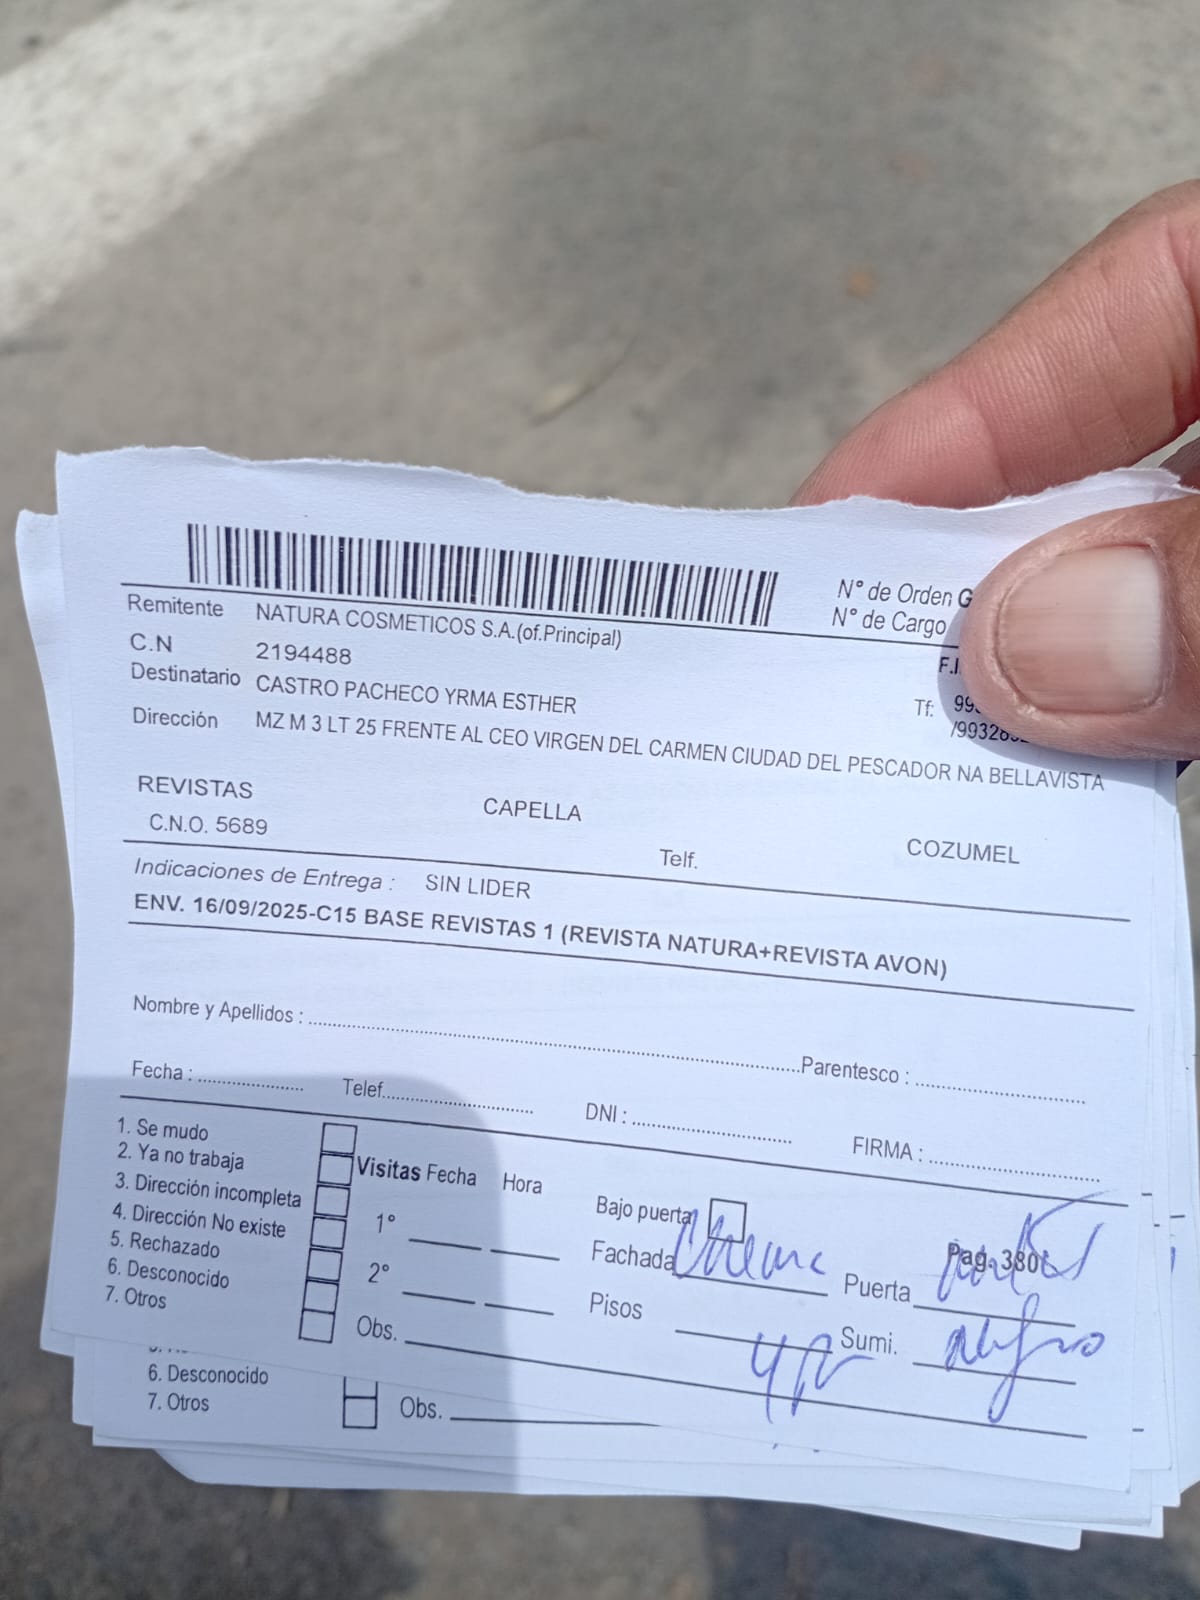 N° de Orden G
N° de Cargo
Remitente NATURA COSMETICOS S.A.(of.Principal)
C.N 2194488
F.I
Destinatario CASTRO PACHECO YRMA ESTHER
Tf: 99
/99326
Dirección MZ M 3 LT 25 FRENTE AL CEO VIRGEN DEL CARMEN CIUDAD DEL PESCADOR NA BELLAVISTA
REVISTAS CAPELLA COZUMEL
C.N.O. 5689 Telf.
Indicaciones de Entrega : SIN LIDER
ENV. 16/09/2025-C15 BASE REVISTAS 1 (REVISTA NATURA+REVISTA AVON)
Nombre y Apellidos : Parentesco :
Fecha : Telef. DNI : FIRMA :
1. Se mudo
2. Ya no trabaja
3. Dirección incompleta
4. Dirección No existe
5. Rechazado
6. Desconocido
7. Otros
Visitas Fecha Hora
1°
2°
Obs.
Bajo puerta
Fachada Puerta
Pag. 380
Pisos Sumi.
6. Desconocido
7. Otros
Obs.